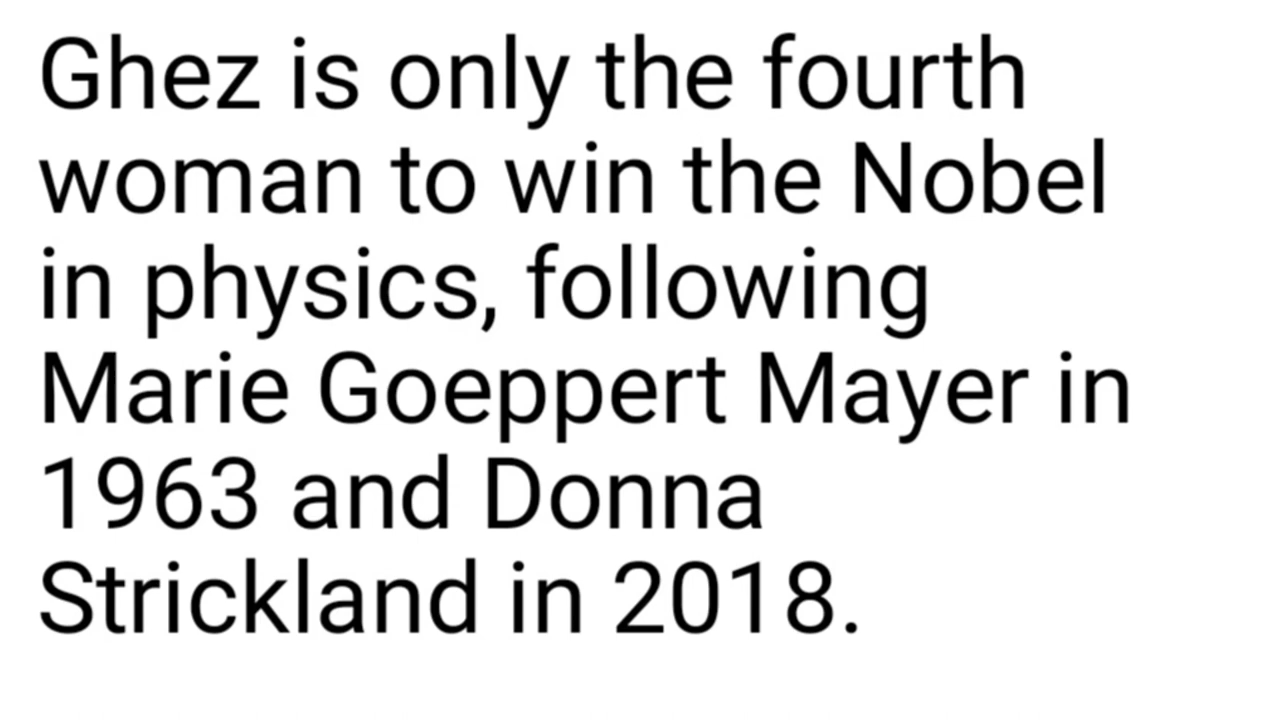 Ghez is only the fourth
woman to win the Nobel
in physics, following
Marie Goeppert Mayer in
1963 and Donna
Strickland in 2018.